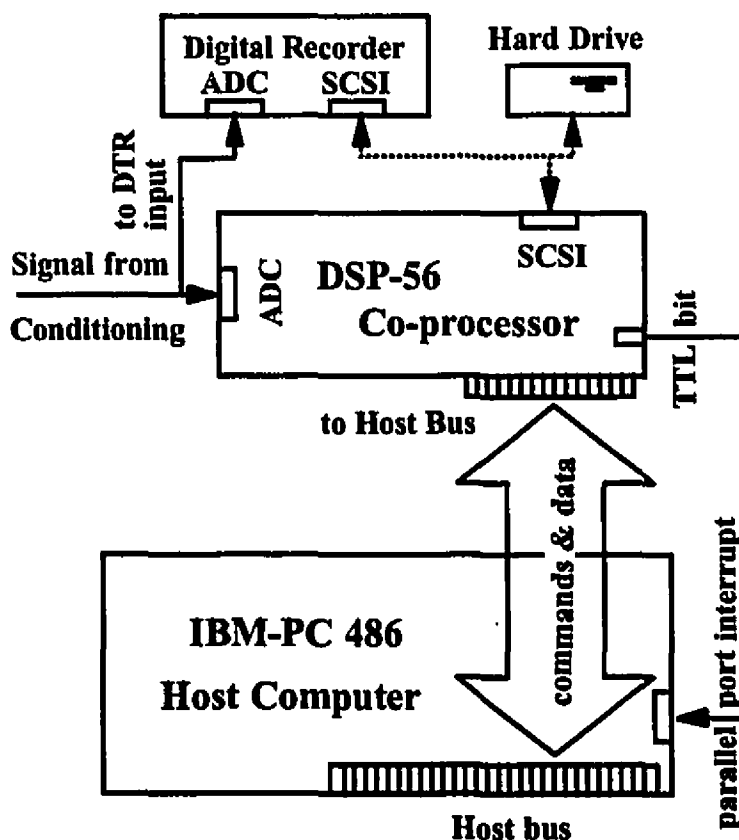 Digital Recorder
ADC SCSI
Hard Drive
to DTR
input
Signal from
Conditioning
ADC
DSP-56
Co-processor
SCSI
TTL bit
to Host Bus
commands & data
IBM-PC 486
Host Computer
parallel port interrupt
Host bus